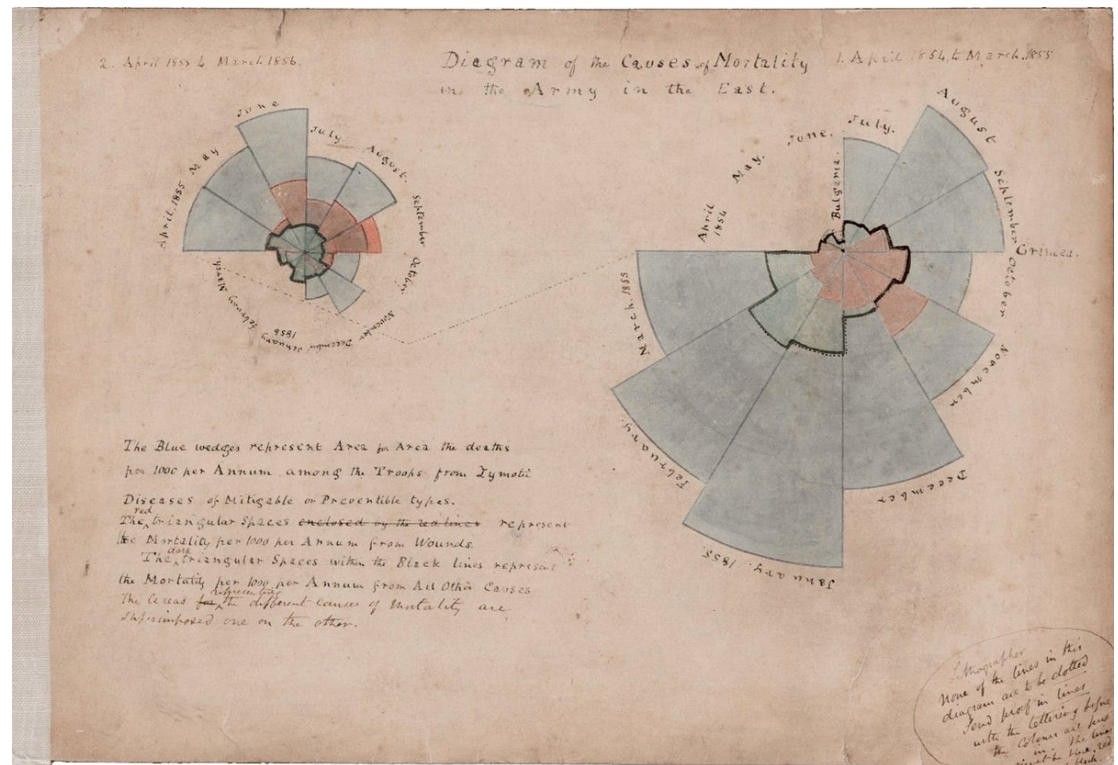 2. April 1855 to March 1856.
Diagram of the Causes of Mortality
in the Army in the East.
1. April 1854, to March 1855
June
July
August.
September
October
November
December
January
1856
February
March
April. 1855
May
April
1854
May.
June.
July.
August
September
October
November
December
January. 1855.
February.
March. 1855
Bulgaria.
Crimea.
The Blue wedges represent Area for Area the deaths
per 1000 per Annum among the Troops from Zymotic
Diseases of Mitigable or Preventible types.
red
The triangular Spaces enclosed by the red lines represent
the Mortality per 1000 per Annum from Wounds.
dark
The triangular Spaces within the Black lines represent
the Mortality per 1000 per Annum from All Other Causes
representing
The Areas for the different causes of Mortality are
superimposed one on the other.
Lithographer
None of the lines in this
diagram are to be dotted
Send proof in lines
with the lettering before
the Colours are
in. The lines